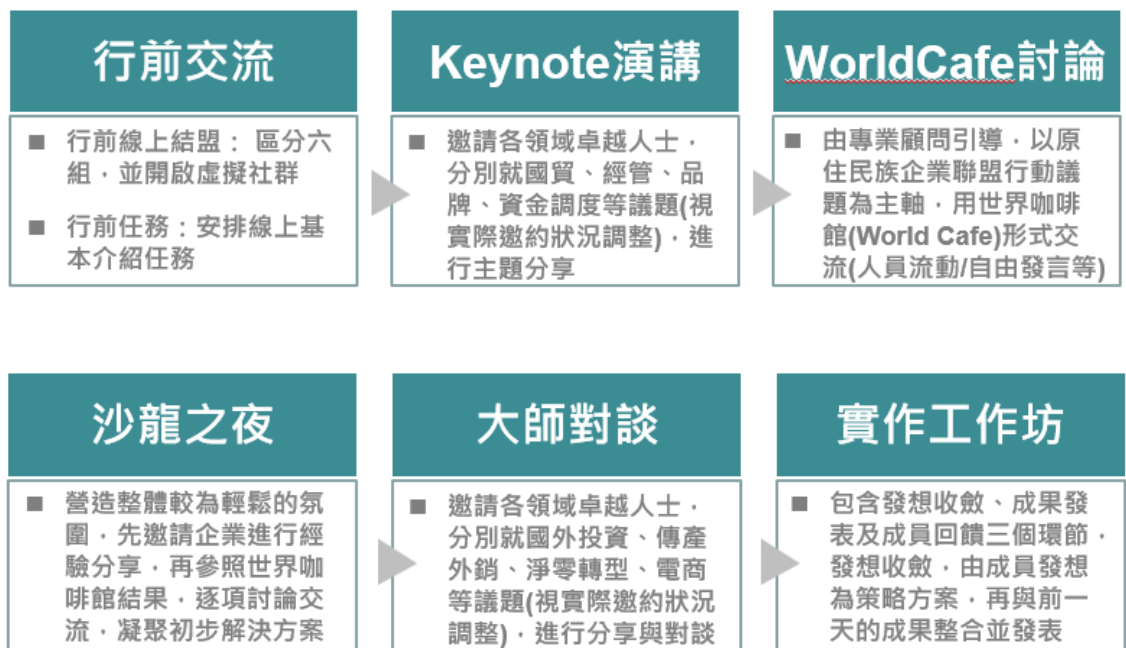 行前交流
■ 行前線上結盟： 區分六
組，並開啟虛擬社群
■ 行前任務：安排線上基
本介紹任務
Keynote演講
■ 邀請各領域卓越人士，
分別就國貿、經管、品
牌、資金調度等議題(視
實際邀約狀況調整)，進
行主題分享
WorldCafe討論
■ 由專業顧問引導，以原
住民族企業聯盟行動議
題為主軸，用世界咖啡
館(World Cafe)形式交
流(人員流動/自由發言等)
沙龍之夜
■ 營造整體較為輕鬆的氛
圍，先邀請企業進行經
驗分享，再參照世界咖
啡館結果，逐項討論交
流，凝聚初步解決方案
大師對談
■ 邀請各領域卓越人士，
分別就國外投資、傳產
外銷、淨零轉型、電商
等議題(視實際邀約狀況
調整)，進行分享與對談
實作工作坊
■ 包含發想收斂、成果發
表及成員回饋三個環節，
發想收斂，由成員發想
為策略方案，再與前一
天的成果整合並發表